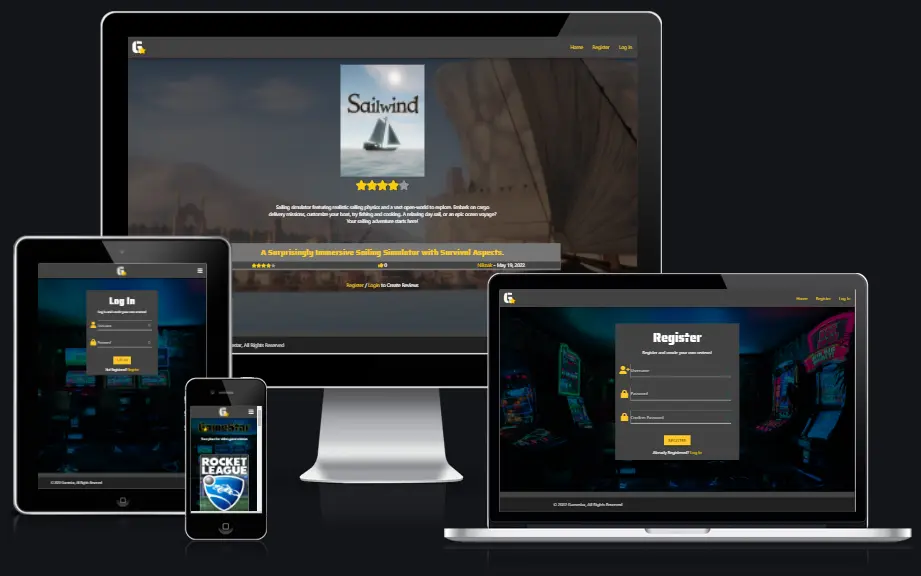 G
Home Register Log In
Sailwind
Sailing simulator featuring realistic sailing physics and a vast open-world to explore. Embark on cargo
delivery missions, customize your boat, try fishing and cooking. A relaxing day sail, or an epic ocean voyage?
Your sailing adventure starts here!
A Surprisingly Immersive Sailing Simulator with Survival Aspects.
0
- May 19, 2022
Register / Login to Create Reviews
, All Rights Reserved
G
Log In
Log in and create your own reviews!
Username
Password
LOG IN
Not Registered? Register
© 2022 Gamestar, All Rights Reserved
G
GameStar
Your place for video game reviews
ROCKET
LEAGUE
G
Home Register Log In
Register
Register and create your own reviews!
Username
Password
Confirm Password
REGISTER
Already Registered? Log In
© 2022 Gamestar, All Rights Reserved